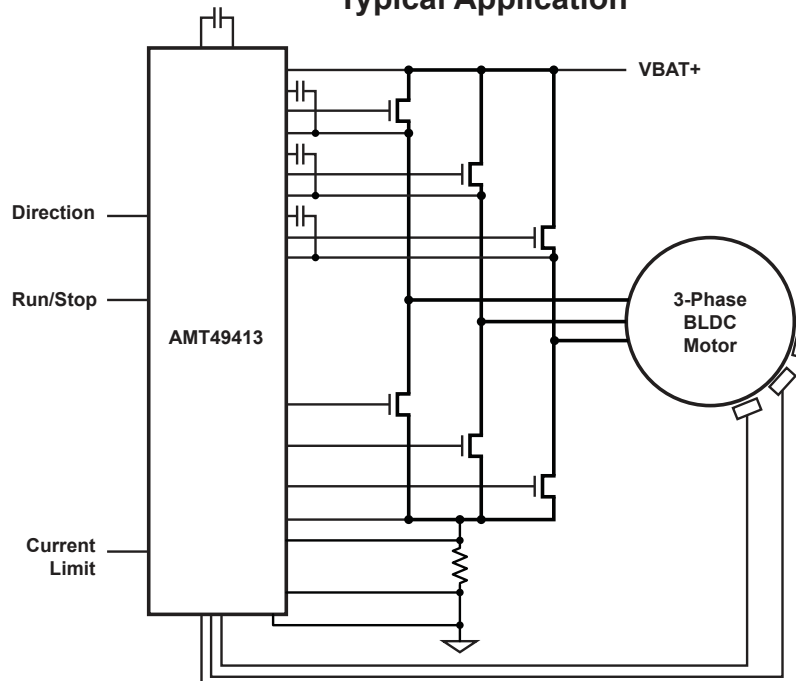 Typical Application
VBAT+
Direction
Run/Stop
AMT49413
3-Phase
BLDC
Motor
Current
Limit